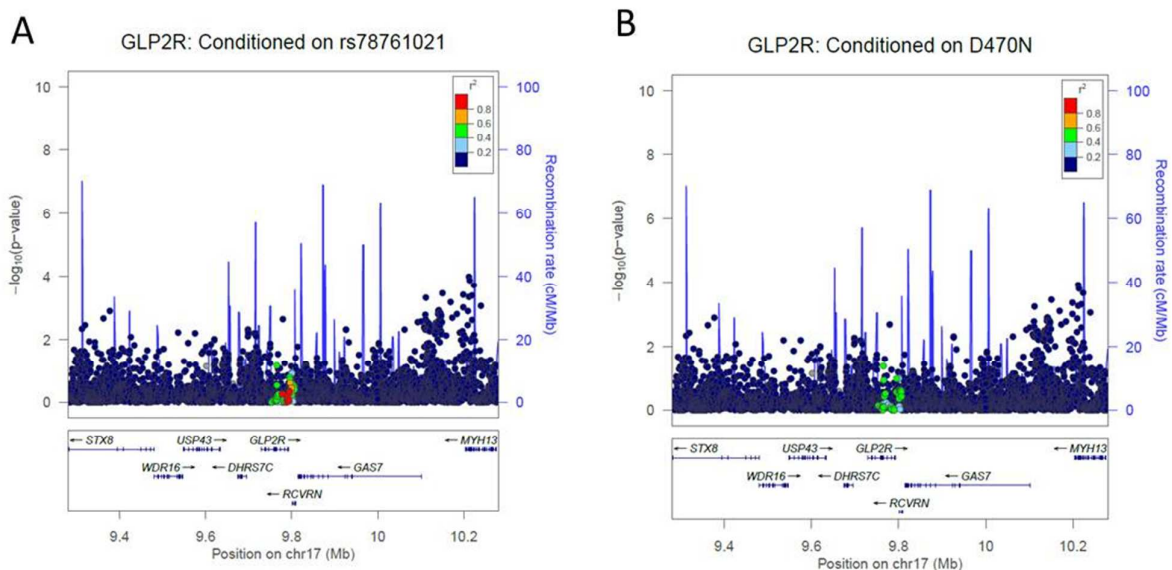 A
GLP2R: Conditioned on rs78761021
10
8
6
4
2
0
−log10(p−value)
100
80
60
40
20
0
Recombination rate (cM/Mb)
r2
0.8
0.6
0.4
0.2
← STX8
USP43 →
GLP2R →
← MYH13
WDR16 →
← DHRS7C
← GAS7
← RCVRN
9.4
9.6
9.8
10
10.2
Position on chr17 (Mb)
B
GLP2R: Conditioned on D470N
10
8
6
4
2
0
−log10(p−value)
100
80
60
40
20
0
Recombination rate (cM/Mb)
r2
0.8
0.6
0.4
0.2
← STX8
USP43 →
GLP2R →
← MYH13
WDR16 →
← DHRS7C
← GAS7
← RCVRN
9.4
9.6
9.8
10
10.2
Position on chr17 (Mb)